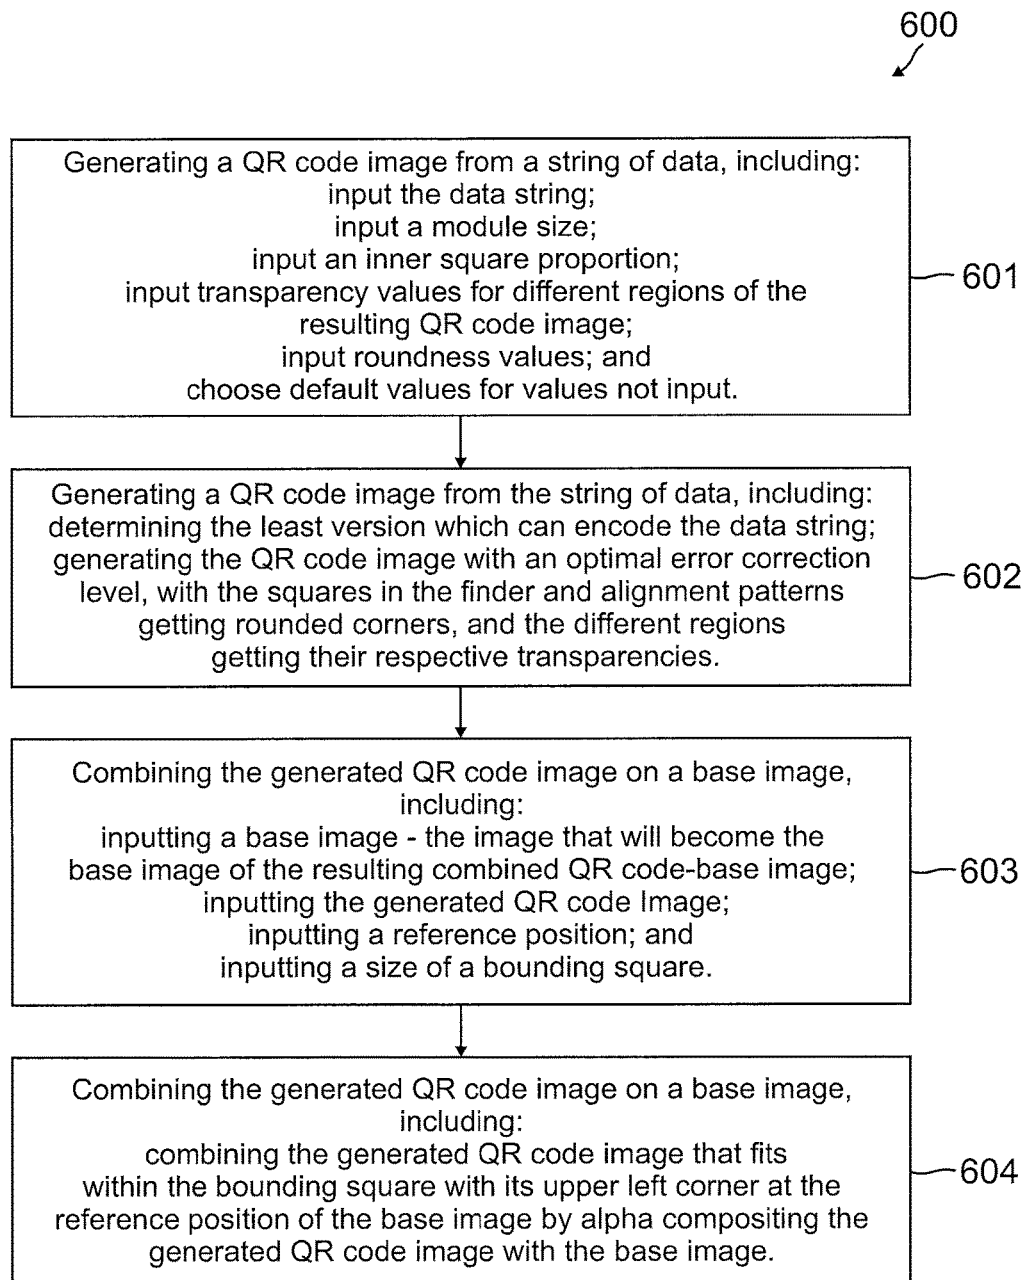 600
Generating a QR code image from a string of data, including:
input the data string;
input a module size;
input an inner square proportion;
input transparency values for different regions of the
resulting QR code image;
input roundness values; and
choose default values for values not input.
601
Generating a QR code image from the string of data, including:
determining the least version which can encode the data string;
generating the QR code image with an optimal error correction
level, with the squares in the finder and alignment patterns
getting rounded corners, and the different regions
getting their respective transparencies.
602
Combining the generated QR code image on a base image,
including:
inputting a base image - the image that will become the
base image of the resulting combined QR code-base image;
inputting the generated QR code Image;
inputting a reference position; and
inputting a size of a bounding square.
603
Combining the generated QR code image on a base image,
including:
combining the generated QR code image that fits
within the bounding square with its upper left corner at the
reference position of the base image by alpha compositing the
generated QR code image with the base image.
604